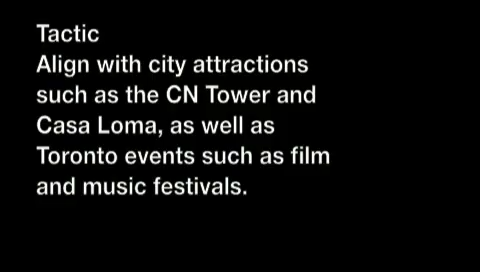 Tactic
Align with city attractions
such as the CN Tower and
Casa Loma, as well as
Toronto events such as film
and music festivals.